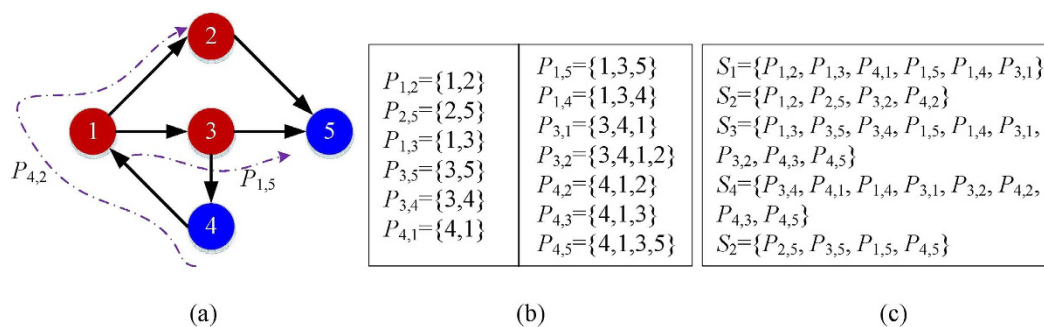 2
1
3
5
4
P4,2
P1,5
(a)
P1,2={1,2}
P2,5={2,5}
P1,3={1,3}
P3,5={3,5}
P3,4={3,4}
P4,1={4,1}
P1,5={1,3,5}
P1,4={1,3,4}
P3,1={3,4,1}
P3,2={3,4,1,2}
P4,2={4,1,2}
P4,3={4,1,3}
P4,5={4,1,3,5}
(b)
S1={P1,2, P1,3, P4,1, P1,5, P1,4, P3,1}
S2={P1,2, P2,5, P3,2, P4,2}
S3={P1,3, P3,5, P3,4, P1,5, P1,4, P3,1,
P3,2, P4,3, P4,5}
S4={P3,4, P4,1, P1,4, P3,1, P3,2, P4,2,
P4,3, P4,5}
S2={P2,5, P3,5, P1,5, P4,5}
(c)